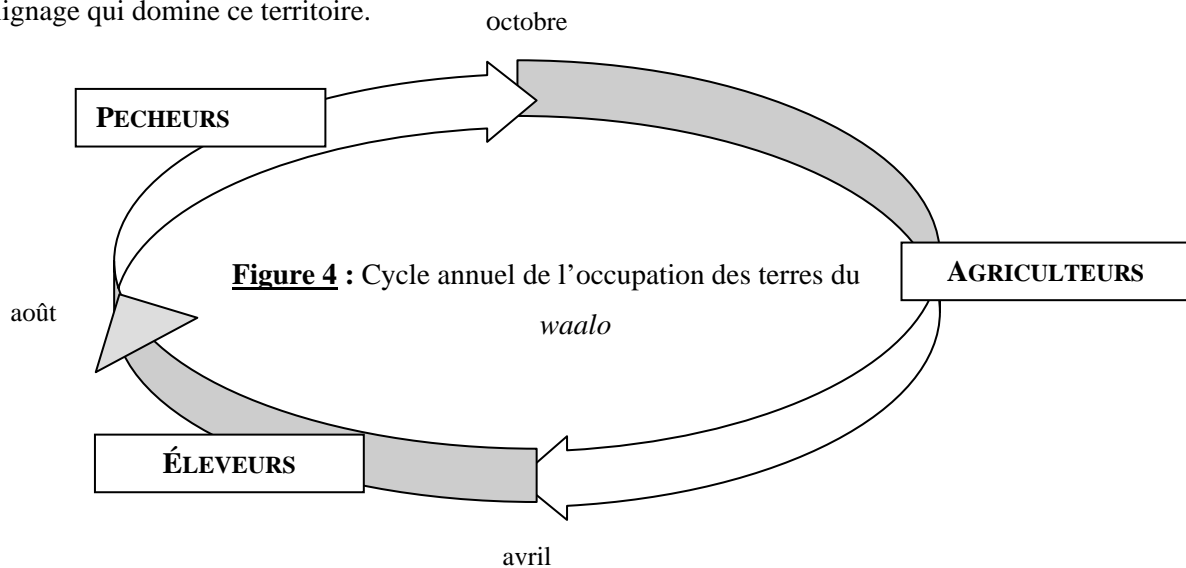 ignage qui domine ce territoire.
octobre
PECHEURS
Figure 4 : Cycle annuel de l’occupation des terres du
waalo
AGRICULTEURS
août
ÉLEVEURS
avril